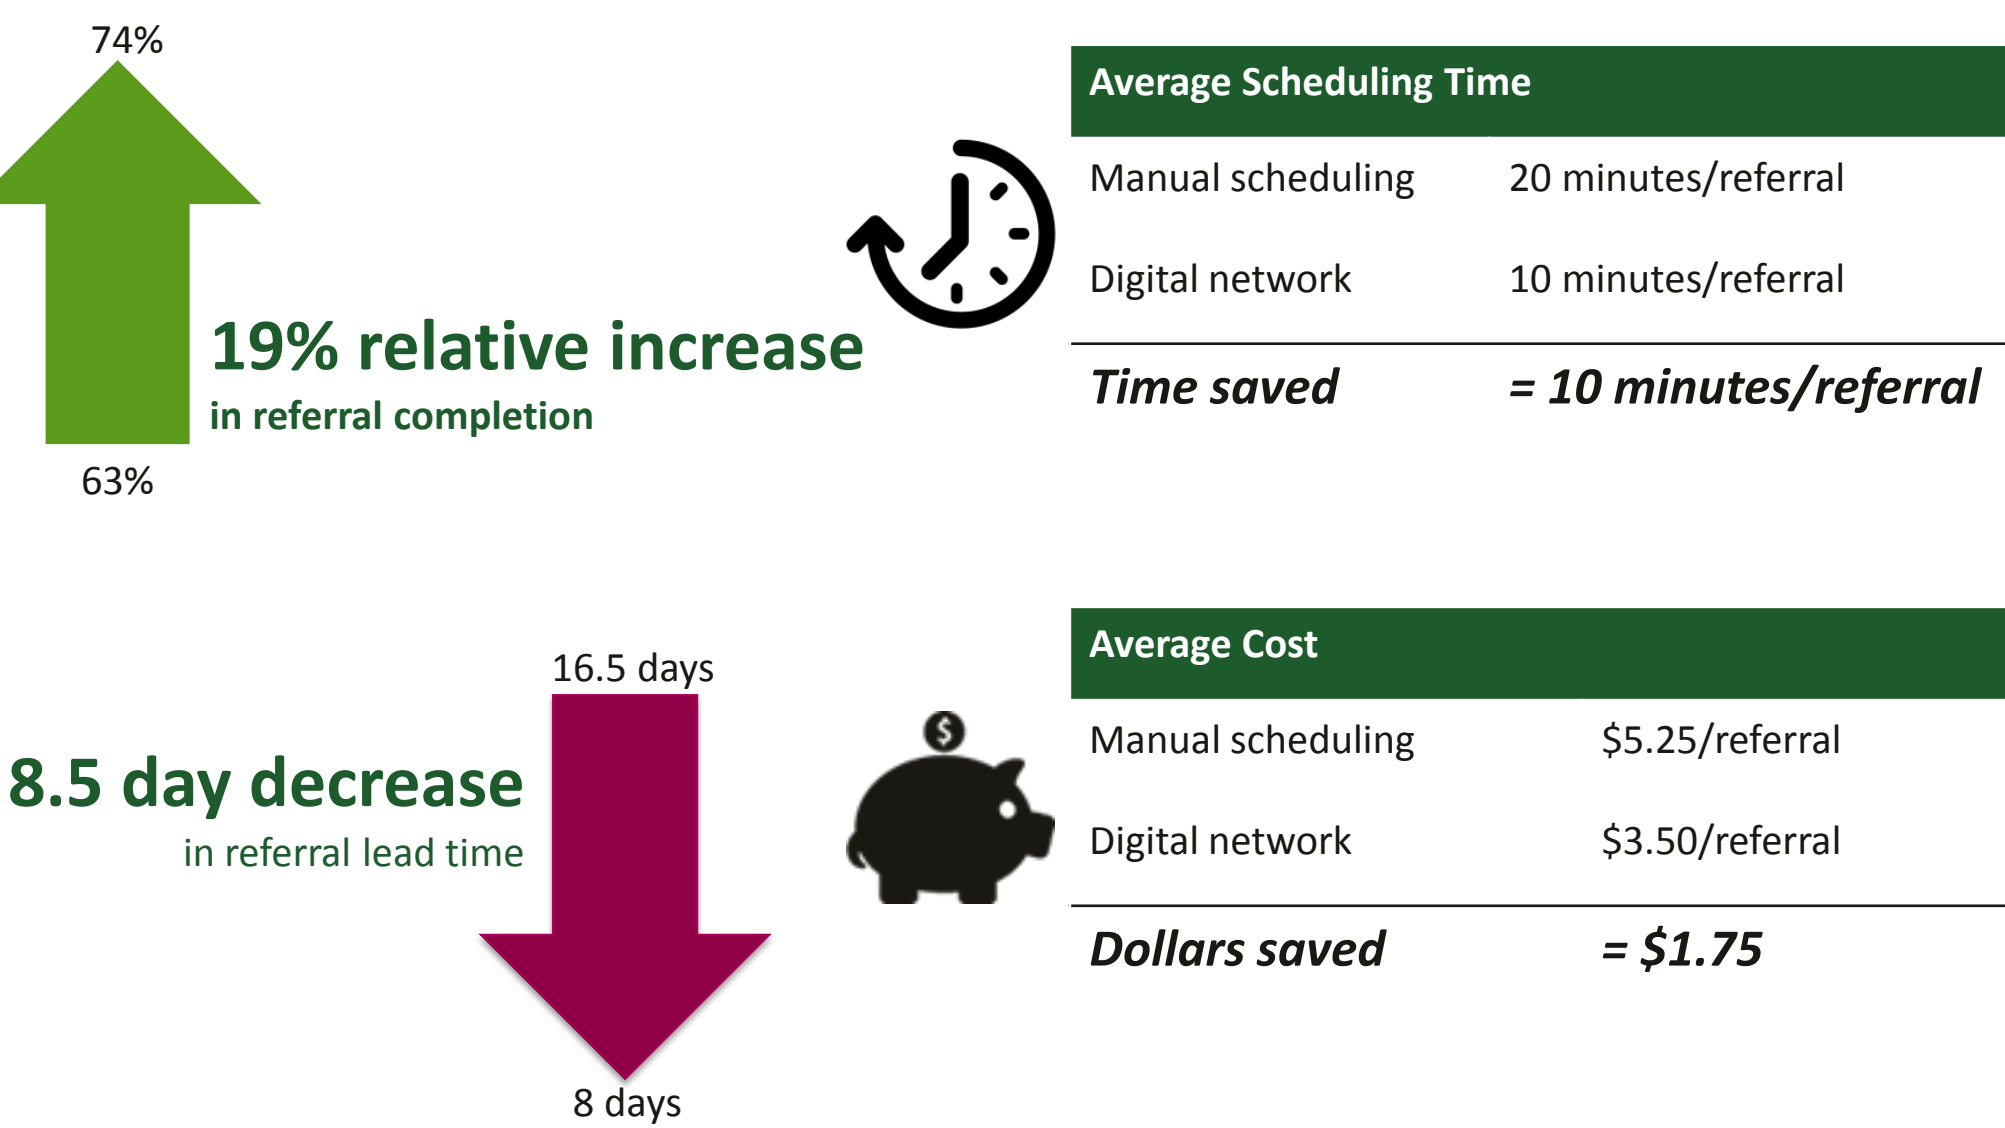 74%
19% relative increase
in referral completion
63%
Average Scheduling Time
Manual scheduling 20 minutes/referral
Digital network 10 minutes/referral
Time saved = 10 minutes/referral
16.5 days
8.5 day decrease
in referral lead time
8 days
$
Average Cost
Manual scheduling $5.25/referral
Digital network $3.50/referral
Dollars saved = $1.75